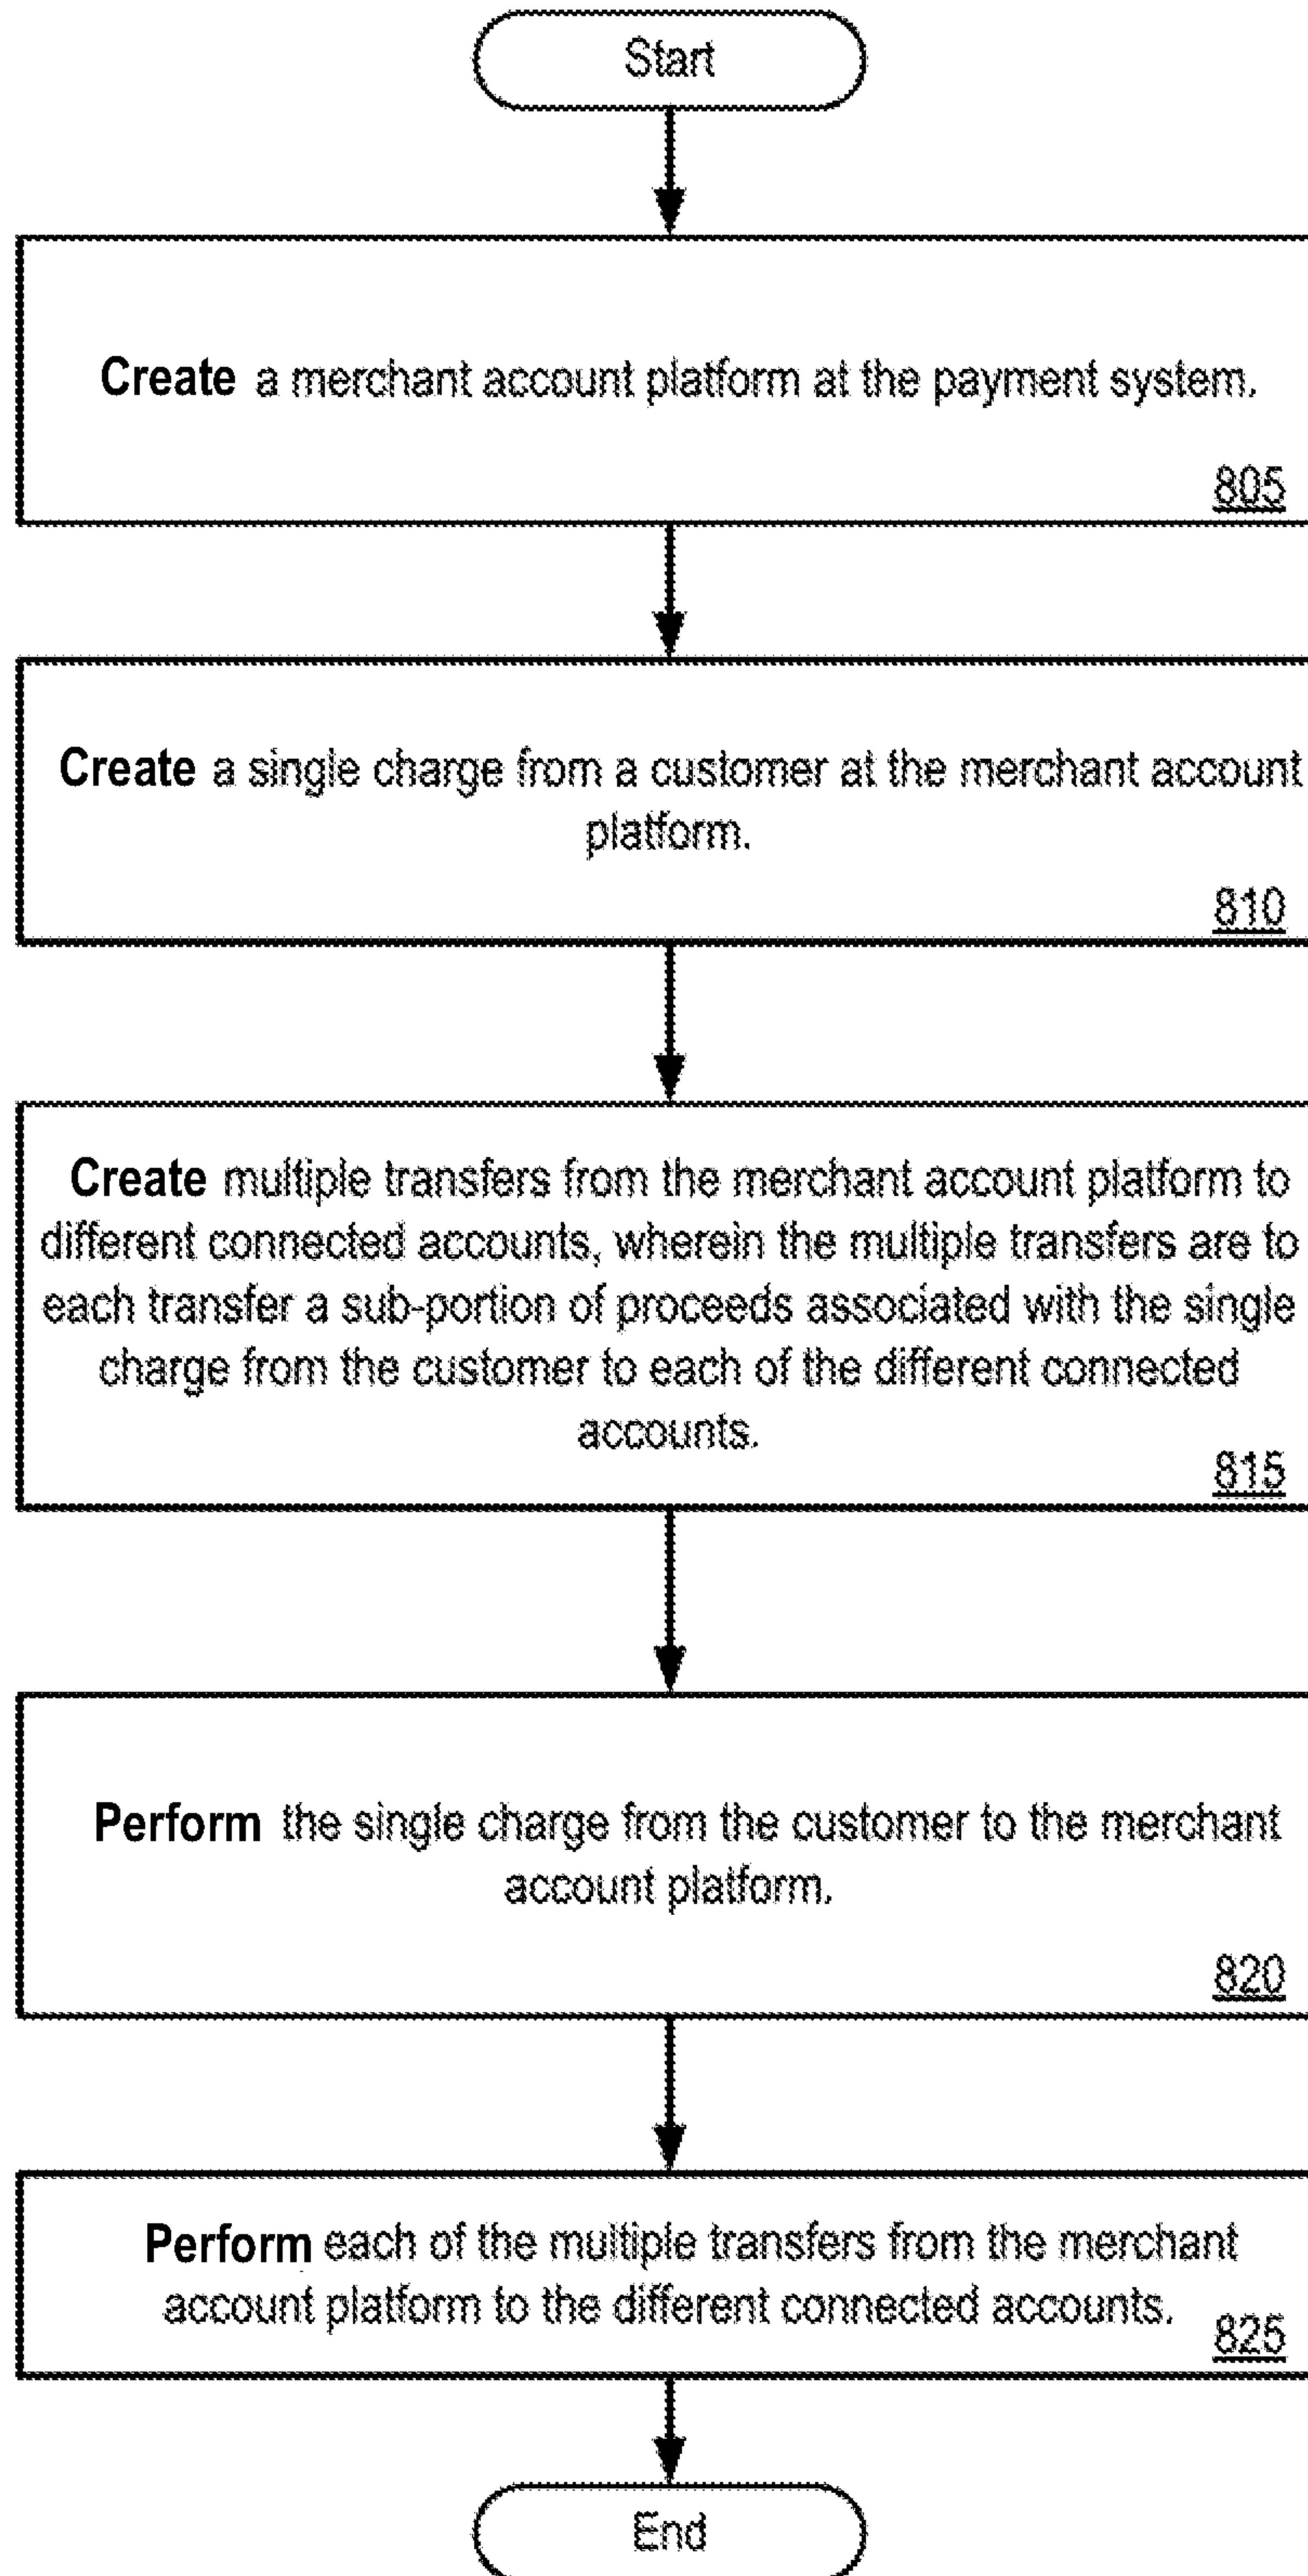 Start
Create a merchant account platform at the payment system.
805
Create a single charge from a customer at the merchant account
platform.
810
Create multiple transfers from the merchant account platform to
different connected accounts, wherein the multiple transfers are to
each transfer a sub-portion of proceeds associated with the single
charge from the customer to each of the different connected
accounts.
815
Perform the single charge from the customer to the merchant
account platform.
820
Perform each of the multiple transfers from the merchant
account platform to the different connected accounts.
825
End